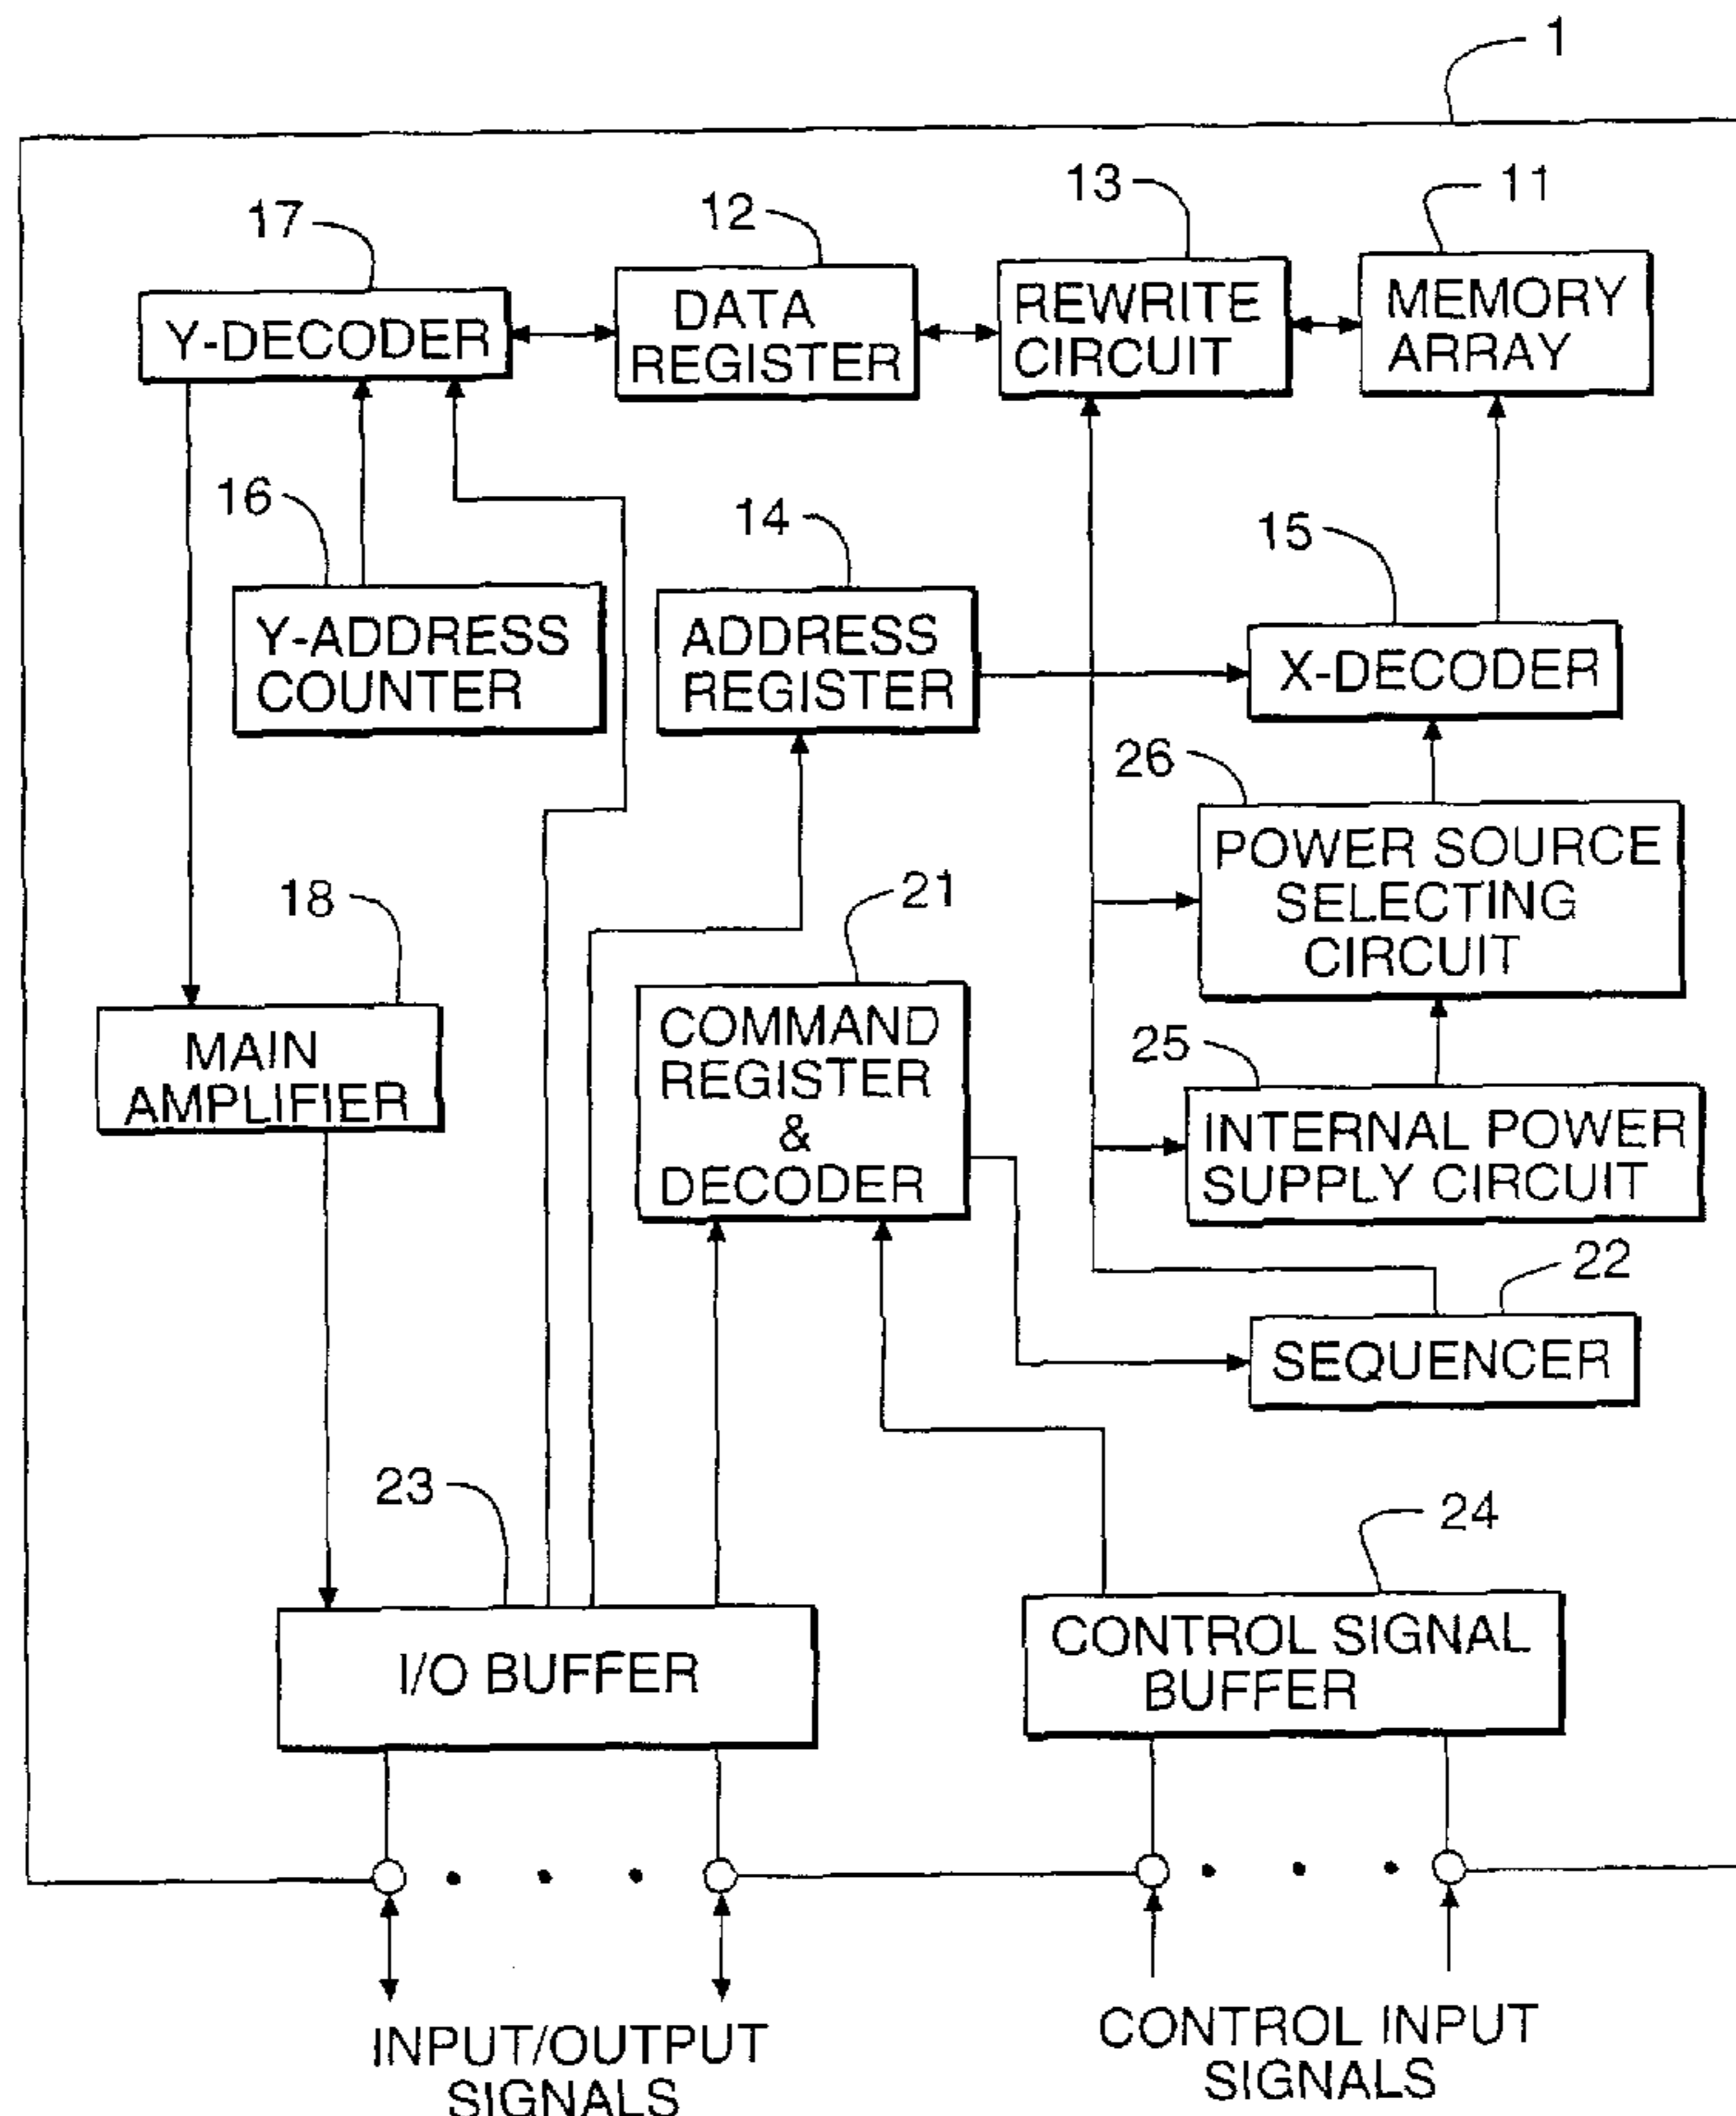 1
17
12
13
11
Y-DECODER
DATA
REGISTER
REWRITE
CIRCUIT
MEMORY
ARRAY
16
14
15
Y-ADDRESS
COUNTER
ADDRESS
REGISTER
X-DECODER
26
POWER SOURCE
SELECTING
CIRCUIT
18
21
MAIN
AMPLIFIER
COMMAND
REGISTER
&
DECODER
25
INTERNAL POWER
SUPPLY CIRCUIT
22
SEQUENCER
23
24
I/O BUFFER
CONTROL SIGNAL
BUFFER
INPUT/OUTPUT
SIGNALS
CONTROL INPUT
SIGNALS